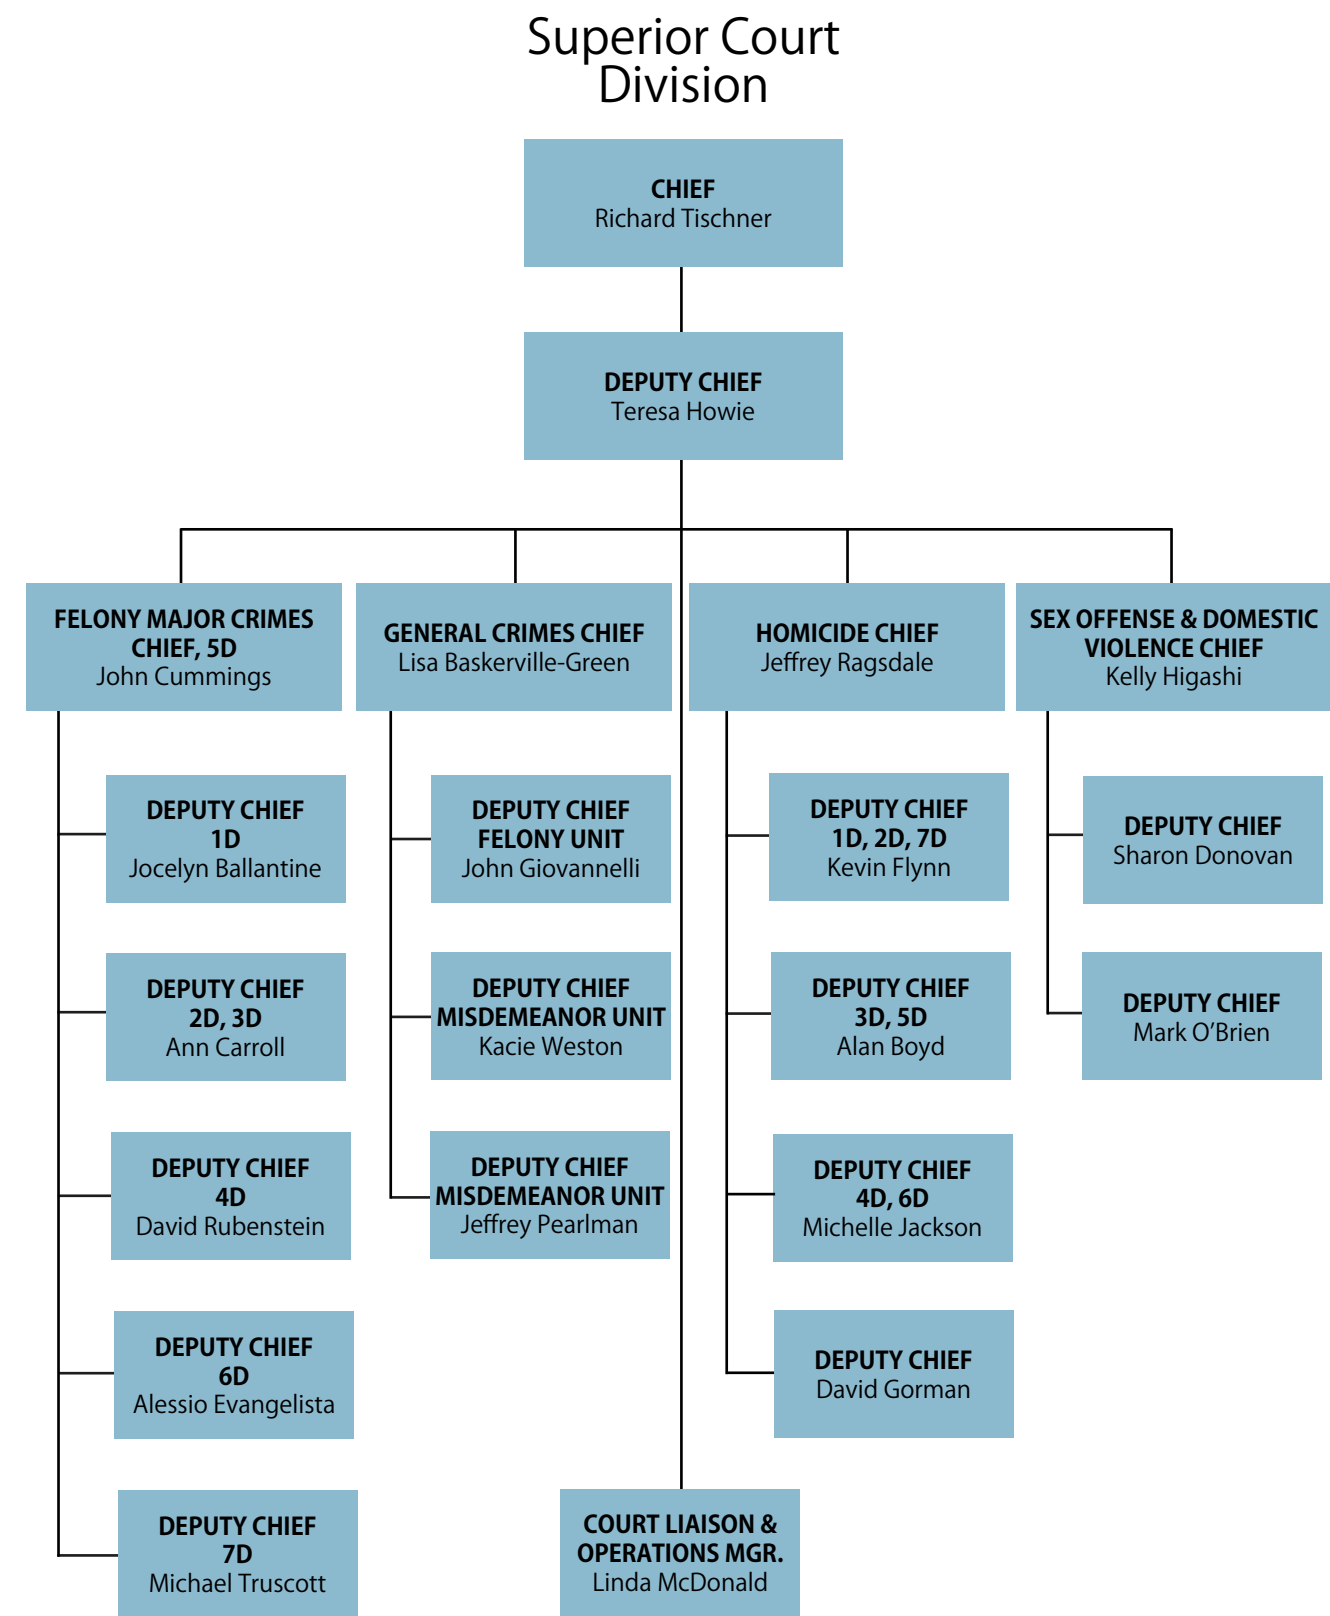 Superior Court
Division
CHIEF
Richard Tischner
DEPUTY CHIEF
Teresa Howie
FELONY MAJOR CRIMES
CHIEF, 5D
John Cummings
DEPUTY CHIEF
1D
Jocelyn Ballantine
DEPUTY CHIEF
2D, 3D
Ann Carroll
DEPUTY CHIEF
4D
David Rubenstein
DEPUTY CHIEF
6D
Alessio Evangelista
DEPUTY CHIEF
7D
Michael Truscott
GENERAL CRIMES CHIEF
Lisa Baskerville-Green
DEPUTY CHIEF
FELONY UNIT
John Giovannelli
DEPUTY CHIEF
MISDEMEANOR UNIT
Kacie Weston
DEPUTY CHIEF
MISDEMEANOR UNIT
Jeffrey Pearlman
HOMICIDE CHIEF
Jeffrey Ragsdale
DEPUTY CHIEF
1D, 2D, 7D
Kevin Flynn
DEPUTY CHIEF
3D, 5D
Alan Boyd
DEPUTY CHIEF
4D, 6D
Michelle Jackson
DEPUTY CHIEF
David Gorman
SEX OFFENSE & DOMESTIC
VIOLENCE CHIEF
Kelly Higashi
DEPUTY CHIEF
Sharon Donovan
DEPUTY CHIEF
Mark O’Brien
COURT LIAISON &
OPERATIONS MGR.
Linda McDonald